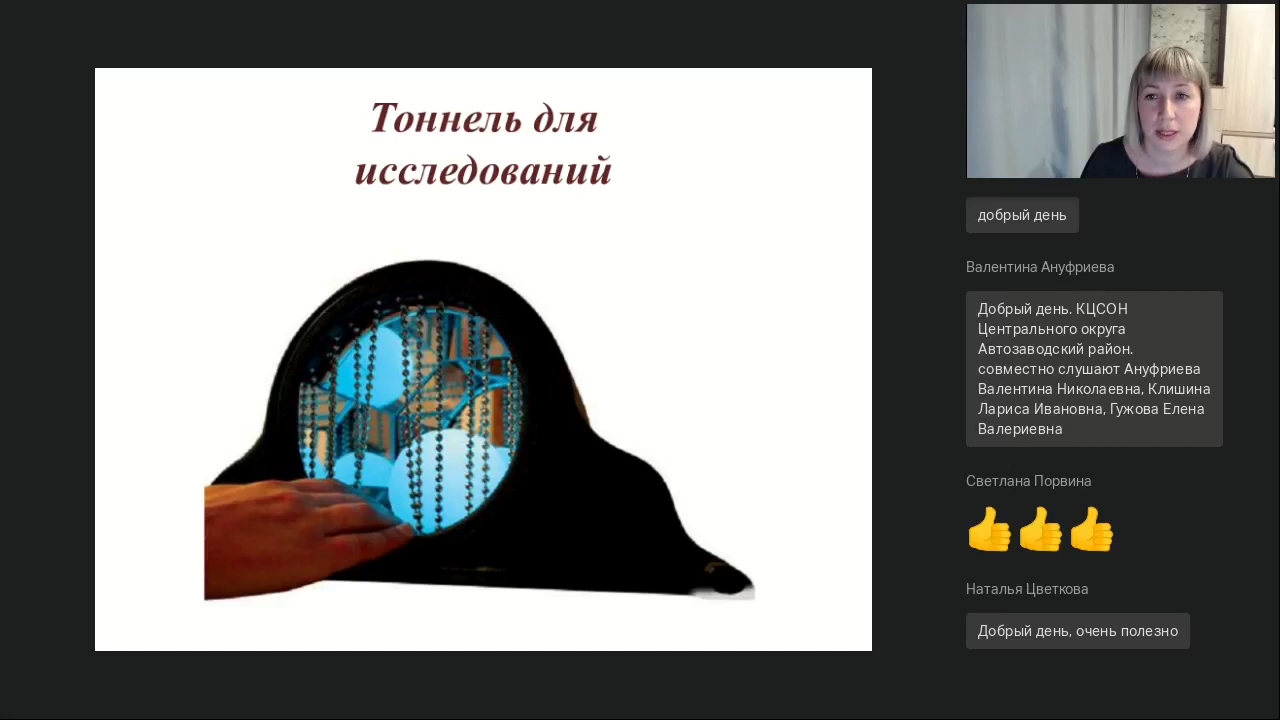 Тоннель для
исследований
добрый день
Валентина Ануфриева
Добрый день. КЦСОН
Центрального округа
Автозаводский район.
совместно слушают Ануфриева
Валентина Николаевна, Клишина
Лариса Ивановна, Гужова Елена
Валериевна
Светлана Порвина
👍👍👍
Наталья Цветкова
Добрый день, очень полезно